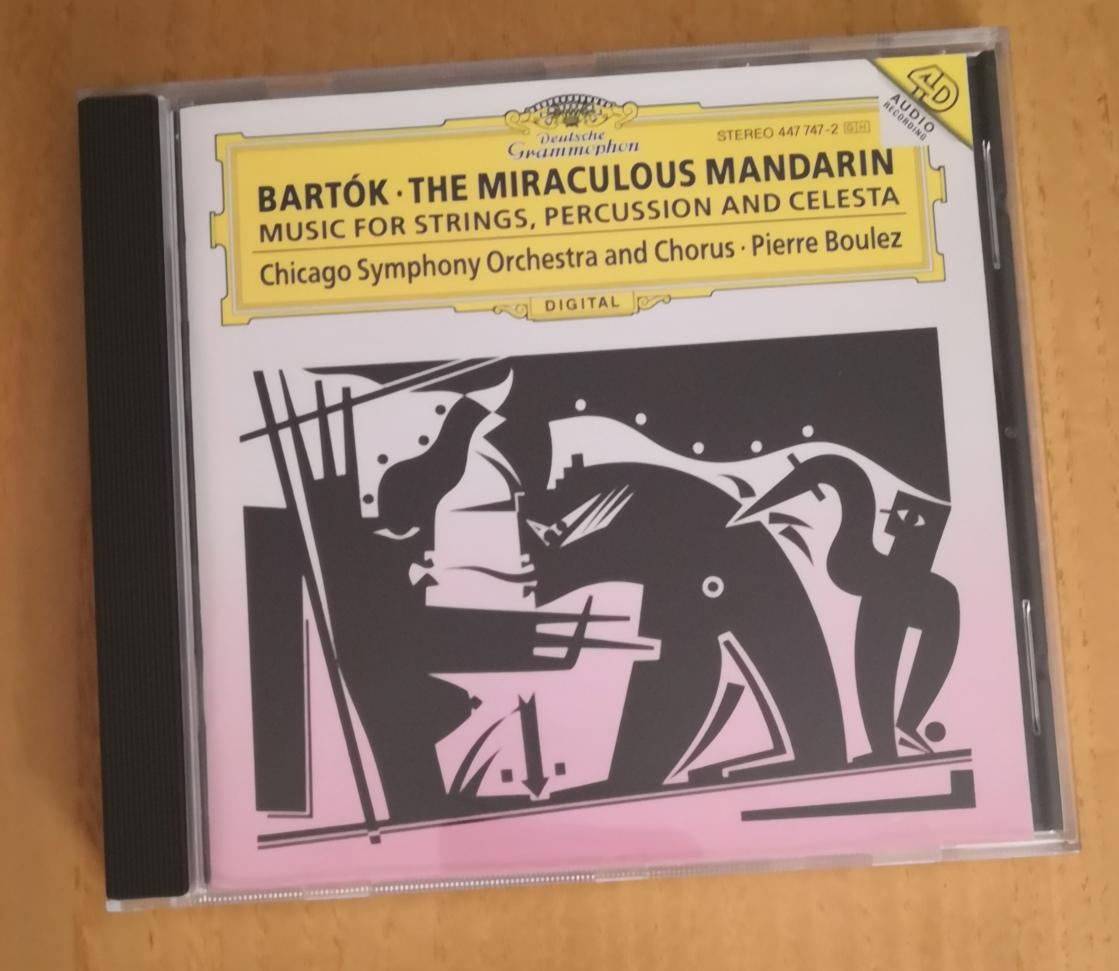 4D
AUDIO
RECORDING
Deutsche
Grammophon
STEREO 447 747-2 GH
BARTÓK · THE MIRACULOUS MANDARIN
MUSIC FOR STRINGS, PERCUSSION AND CELESTA
Chicago Symphony Orchestra and Chorus · Pierre Boulez
DIGITAL